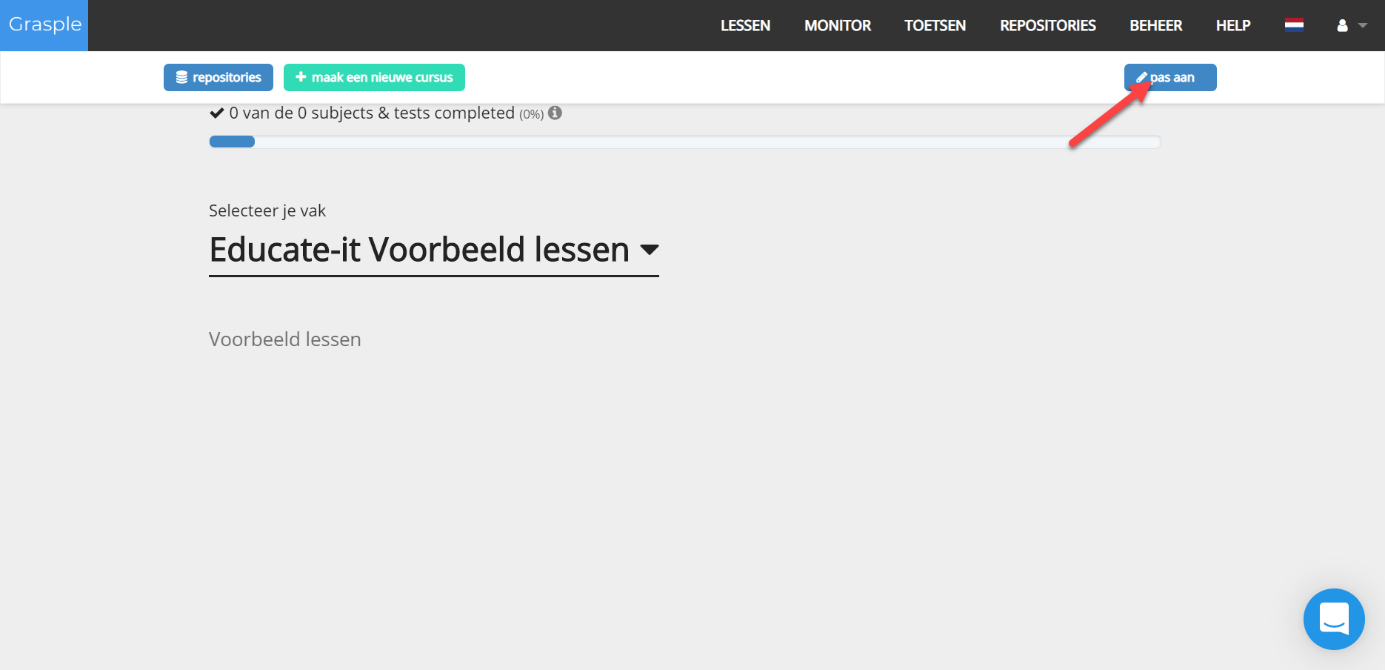 Grasple
LESSEN MONITOR TOETSEN REPOSITORIES BEHEER HELP
repositories maak een nieuwe cursus pas aan
0 van de 0 subjects & tests completed (0%)
Selecteer je vak
Educate-it Voorbeeld lessen
Voorbeeld lessen